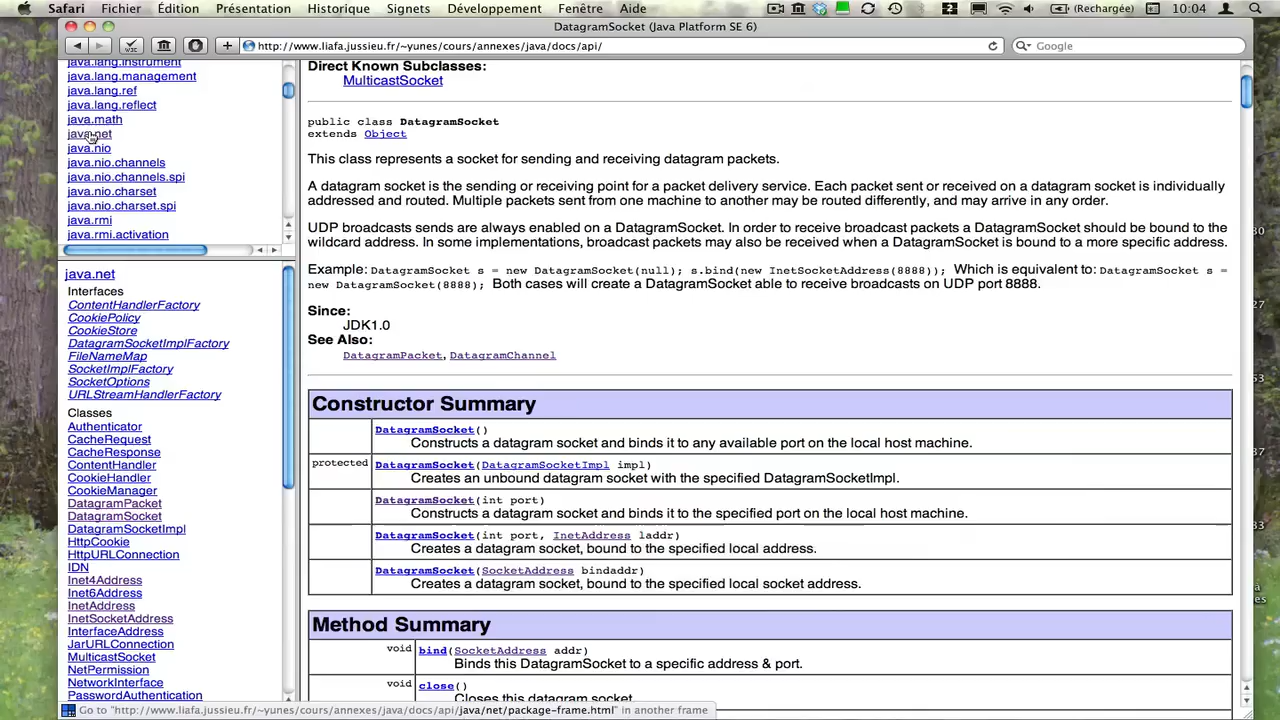 Safari Fichier Édition Présentation Historique Signets Développement Fenêtre Aide 2 (Rechargée) 10:04
DatagramSocket (Java Platform SE 6)
http://www.liafa.jussieu.fr/~yunes/cours/annexes/java/docs/api/ Google
java.lang.instrument
java.lang.management
java.lang.ref
java.lang.reflect
java.math
java.net
java.nio
java.nio.channels
java.nio.channels.spi
java.nio.charset
java.nio.charset.spi
java.rmi
java.rmi.activation
java.net
Interfaces
ContentHandlerFactory
CookiePolicy
CookieStore
DatagramSocketImplFactory
FileNameMap
SocketImplFactory
SocketOptions
URLStreamHandlerFactory
Classes
Authenticator
CacheRequest
CacheResponse
ContentHandler
CookieHandler
CookieManager
DatagramPacket
DatagramSocket
DatagramSocketImpl
HttpCookie
HttpURLConnection
IDN
Inet4Address
Inet6Address
InetAddress
InetSocketAddress
InterfaceAddress
JarURLConnection
MulticastSocket
NetPermission
NetworkInterface
PasswordAuthentication
Direct Known Subclasses:
MulticastSocket
public class DatagramSocket
extends Object
This class represents a socket for sending and receiving datagram packets.
A datagram socket is the sending or receiving point for a packet delivery service. Each packet sent or received on a datagram socket is individually
addressed and routed. Multiple packets sent from one machine to another may be routed differently, and may arrive in any order.
UDP broadcasts sends are always enabled on a DatagramSocket. In order to receive broadcast packets a DatagramSocket should be bound to the
wildcard address. In some implementations, broadcast packets may also be received when a DatagramSocket is bound to a more specific address.
Example: DatagramSocket s = new DatagramSocket(null); s.bind(new InetSocketAddress(8888)); Which is equivalent to: DatagramSocket s =
new DatagramSocket(8888); Both cases will create a DatagramSocket able to receive broadcasts on UDP port 8888.
Since:
JDK1.0
See Also:
DatagramPacket, DatagramChannel
Constructor Summary
DatagramSocket()
Constructs a datagram socket and binds it to any available port on the local host machine.
protected DatagramSocket(DatagramSocketImpl impl)
Creates an unbound datagram socket with the specified DatagramSocketImpl.
DatagramSocket(int port)
Constructs a datagram socket and binds it to the specified port on the local host machine.
DatagramSocket(int port, InetAddress laddr)
Creates a datagram socket, bound to the specified local address.
DatagramSocket(SocketAddress bindaddr)
Creates a datagram socket, bound to the specified local socket address.
Method Summary
void bind(SocketAddress addr)
Binds this DatagramSocket to a specific address & port.
void close()
Closes this datagram socket.
Go to "http://www.liafa.jussieu.fr/~yunes/cours/annexes/java/docs/api/java/net/package-frame.html" in another frame